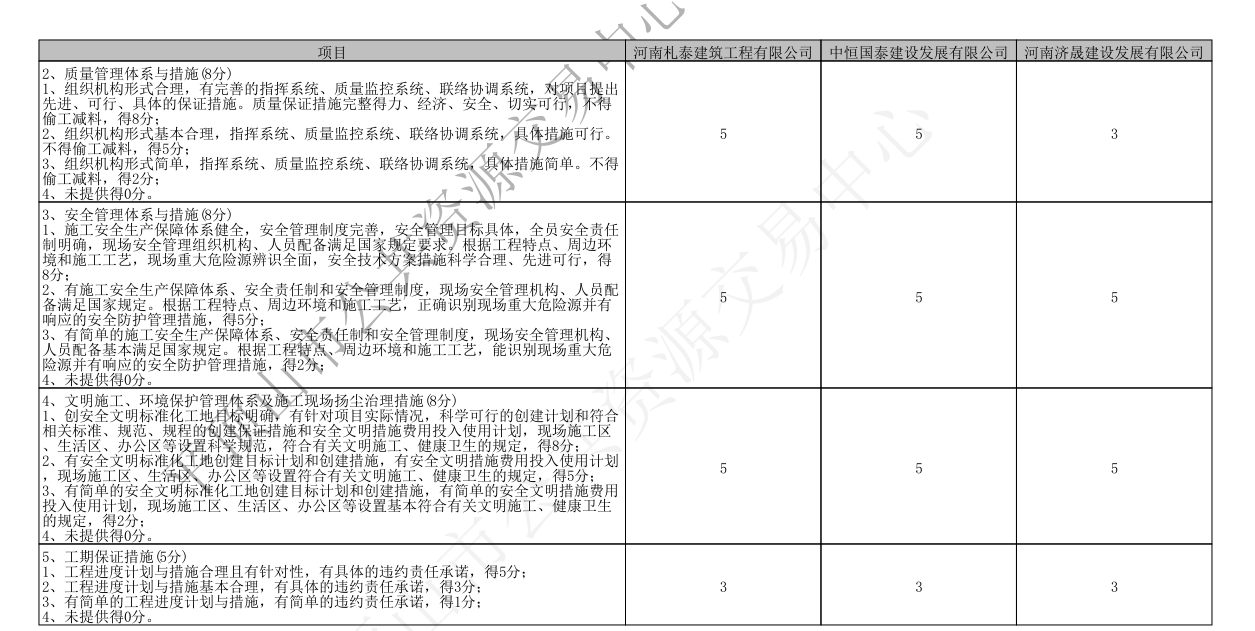 项目 河南札泰建筑工程有限公司 中恒国泰建设发展有限公司 河南济晟建设发展有限公司
2、质量管理体系与措施(8分)
1、组织机构形式合理，有完善的指挥系统、质量监控系统、联络协调系统，对项目提出
先进、可行、具体的保证措施。质量保证措施完整得力、经济、安全、切实可行，不得
偷工减料，得8分；
2、组织机构形式基本合理，指挥系统、质量监控系统、联络协调系统，具体措施可行。
不得偷工减料，得5分；
3、组织机构形式简单，指挥系统、质量监控系统、联络协调系统，具体措施简单。不得
偷工减料，得2分；
4、未提供得0分。
5 5 3
3、安全管理体系与措施(8分)
1、施工安全生产保障体系健全，安全管理制度完善，安全管理目标具体，全员安全责任
制明确，现场安全管理组织机构、人员配备满足国家规定要求。根据工程特点、周边环
境和施工工艺，现场重大危险源辨识全面，安全技术方案措施科学合理、先进可行，得
8分；
2、有施工安全生产保障体系、安全责任制和安全管理制度，现场安全管理机构、人员配
备满足国家规定。根据工程特点、周边环境和施工工艺，正确识别现场重大危险源并有
响应的安全防护管理措施，得5分；
3、有简单的施工安全生产保障体系、安全责任制和安全管理制度，现场安全管理机构、
人员配备基本满足国家规定。根据工程特点、周边环境和施工工艺，能识别现场重大危
险源并有响应的安全防护管理措施，得2分；
4、未提供得0分。
5 5 5
4、文明施工、环境保护管理体系及施工现场扬尘治理措施(8分)
1、创安全文明标准化工地目标明确，有针对项目实际情况，科学可行的创建计划和符合
相关标准、规范、规程的创建保证措施和安全文明措施费用投入使用计划，现场施工区
、生活区、办公区等设置科学规范，符合有关文明施工、健康卫生的规定，得8分；
2、有安全文明标准化工地创建目标计划和创建措施，有安全文明措施费用投入使用计划
，现场施工区、生活区、办公区等设置符合有关文明施工、健康卫生的规定，得5分；
3、有简单的安全文明标准化工地创建目标计划和创建措施，有简单的安全文明措施费用
投入使用计划，现场施工区、生活区、办公区等设置基本符合有关文明施工、健康卫生
的规定，得2分；
4、未提供得0分。
5 5 5
5、工期保证措施(5分)
1、工程进度计划与措施合理且有针对性，有具体的违约责任承诺，得5分；
2、工程进度计划与措施基本合理，有具体的违约责任承诺，得3分；
3、有简单的工程进度计划与措施，有简单的违约责任承诺，得1分；
4、未提供得0分。
3 3 3
平顶山市公共资源交易中心
山市公共资源交易中心